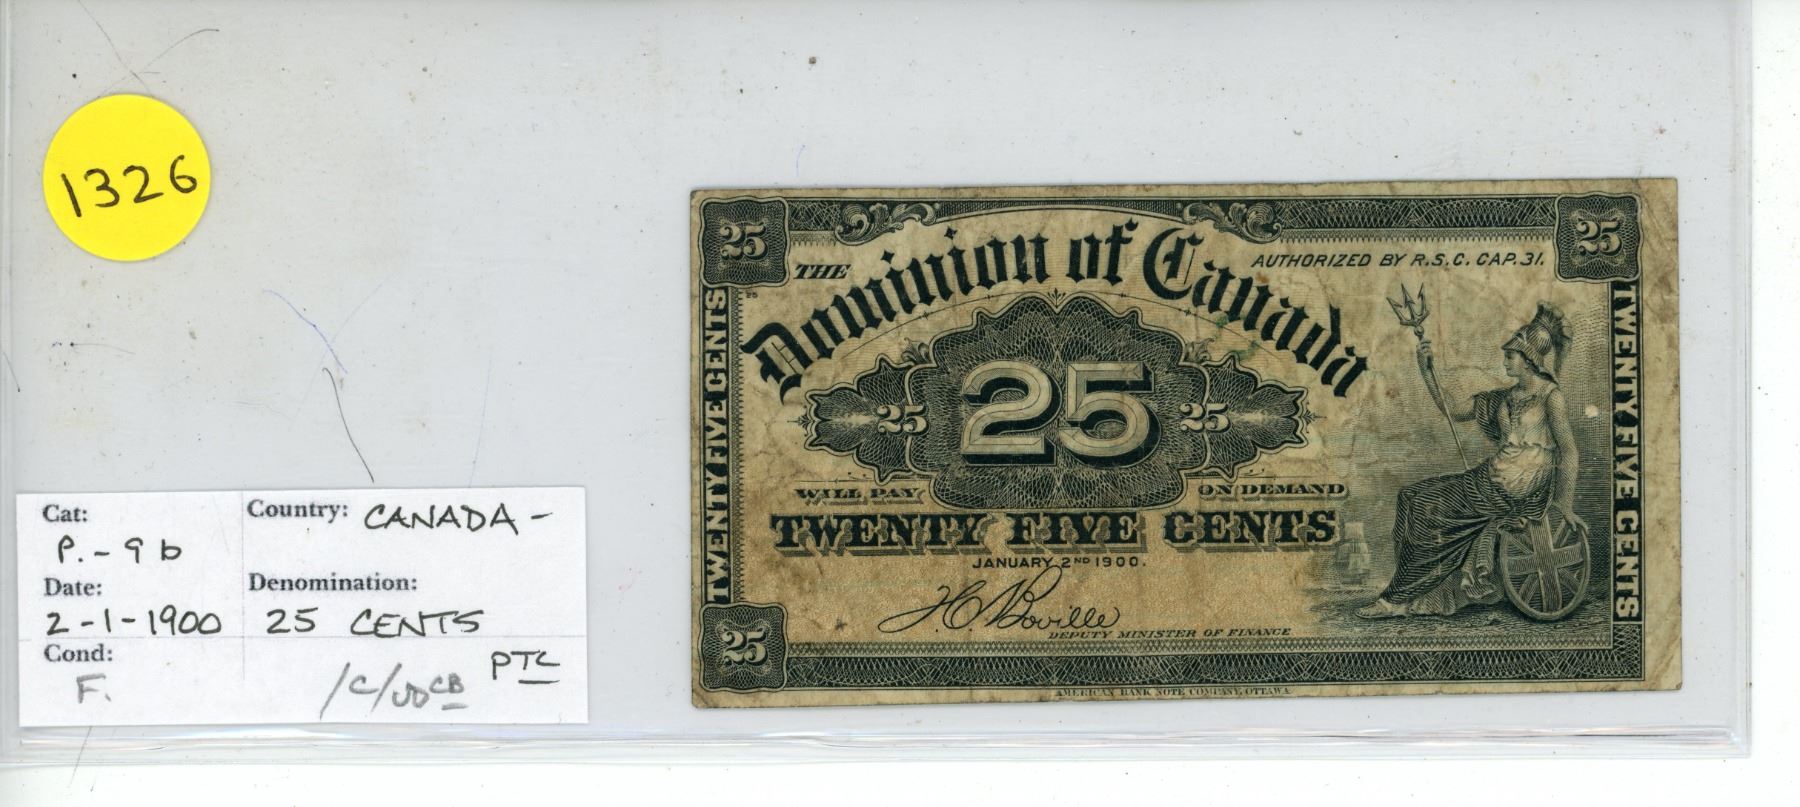 1326
Cat:
P. - 9 b
Country: CANADA -
Date:
2-1-1900
Denomination:
25 CENTS
Cond:
F.
PTC
25
25
THE
Dominion of Canada
AUTHORIZED BY R.S.C. CAP. 31.
25
TWENTY FIVE CENTS
25
25
25
TWENTY FIVE CENTS
WILL PAY ON DEMAND
TWENTY FIVE CENTS
JANUARY 2ND 1900.
H C Boville
DEPUTY MINISTER OF FINANCE
25
AMERICAN BANK NOTE COMPANY, OTTAWA